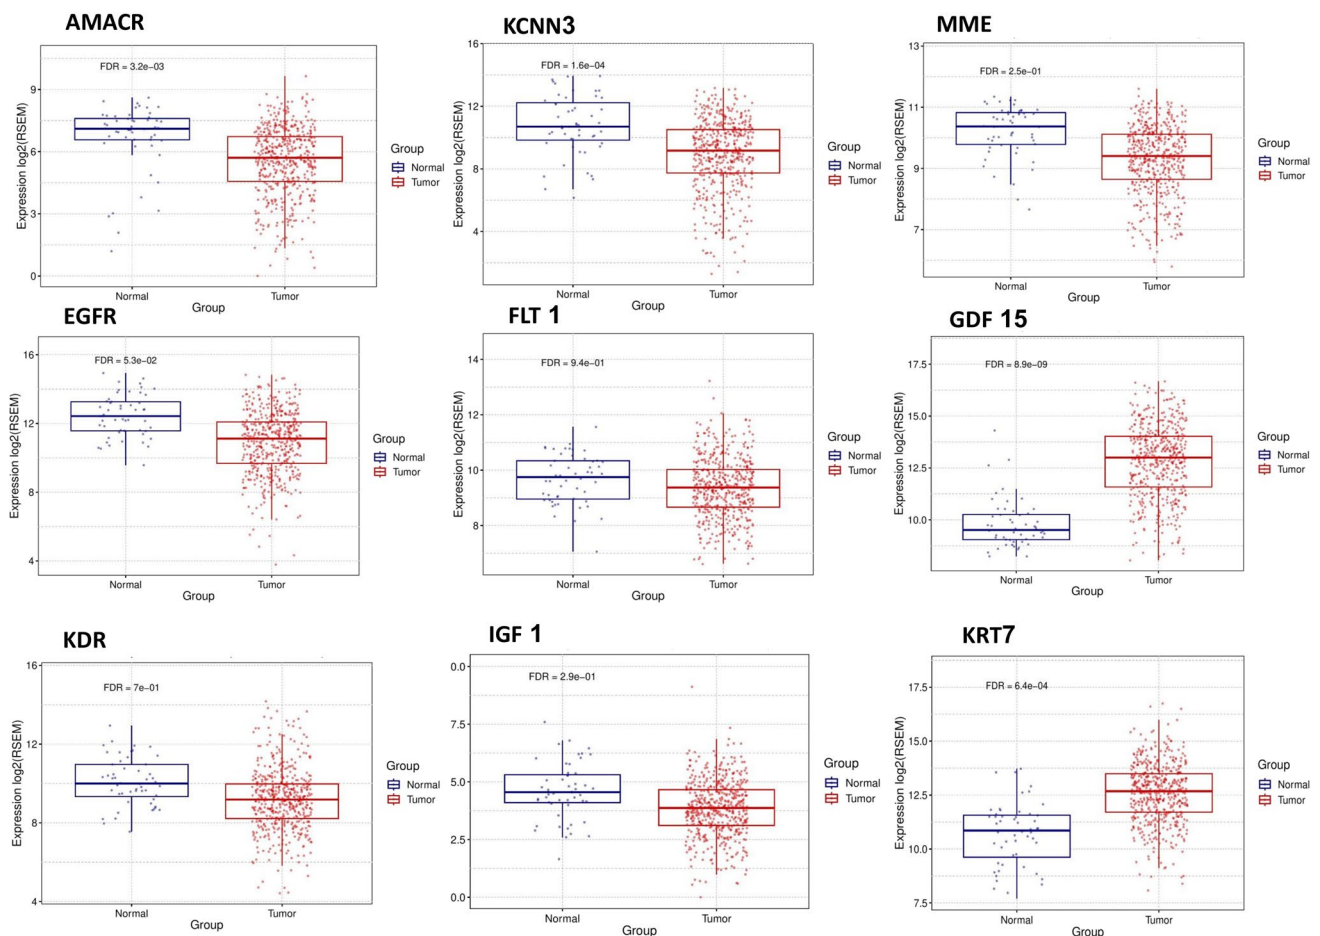 AMACR
FDR = 3.2e−03
Expression log2(RSEM)
9
6
3
0
Normal
Tumor
Group
Group
Normal
Tumor
KCNN3
FDR = 1.6e−04
Expression log2(RSEM)
16
12
8
4
Normal
Tumor
Group
Group
Normal
Tumor
MME
FDR = 2.5e−01
Expression log2(RSEM)
13
11
9
7
Normal
Tumor
Group
Group
Normal
Tumor
EGFR
FDR = 5.3e−02
Expression log2(RSEM)
16
12
8
4
Normal
Tumor
Group
Group
Normal
Tumor
FLT 1
FDR = 9.4e−01
Expression log2(RSEM)
14
12
10
8
Normal
Tumor
Group
Group
Normal
Tumor
GDF 15
FDR = 8.9e−09
Expression log2(RSEM)
17.5
15.0
12.5
10.0
Normal
Tumor
Group
Group
Normal
Tumor
KDR
FDR = 7e−01
Expression log2(RSEM)
16
12
8
4
Normal
Tumor
Group
Group
Normal
Tumor
IGF 1
FDR = 2.9e−01
Expression log2(RSEM)
0.0
7.5
5.0
2.5
0.0
Normal
Tumor
Group
Group
Normal
Tumor
KRT7
FDR = 6.4e−04
Expression log2(RSEM)
17.5
15.0
12.5
10.0
7.5
Normal
Tumor
Group
Group
Normal
Tumor